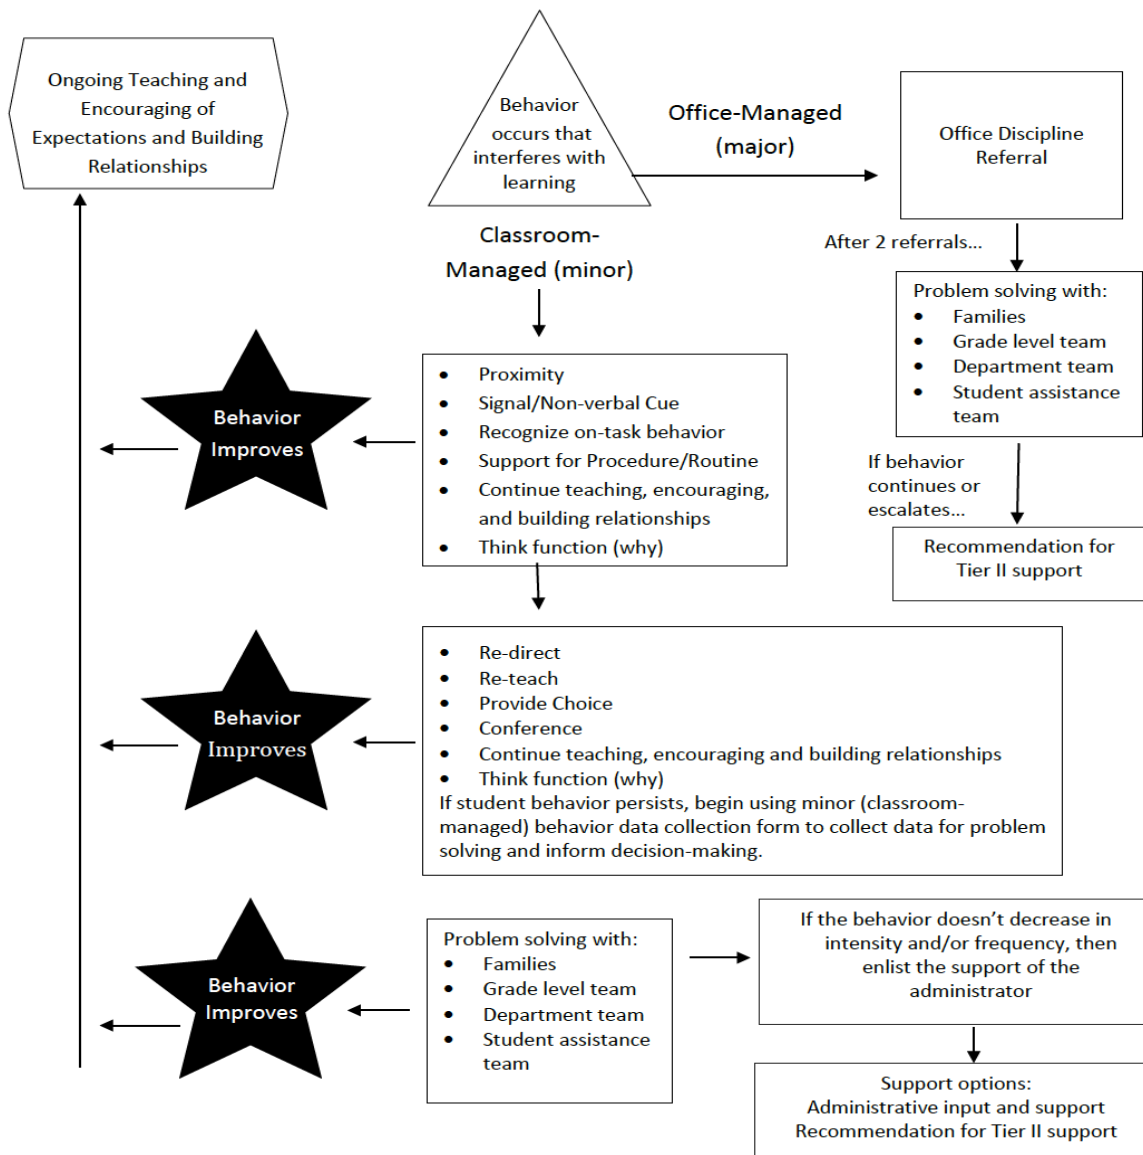 Ongoing Teaching and
Encouraging of
Expectations and Building
Relationships
Behavior
occurs that
interferes with
learning
Office-Managed
(major)
Office Discipline
Referral
After 2 referrals...
Classroom-
Managed (minor)
Problem solving with:
• Families
• Grade level team
• Department team
• Student assistance
team
If behavior
continues or
escalates...
Recommendation for
Tier II support
• Proximity
• Signal/Non-verbal Cue
• Recognize on-task behavior
• Support for Procedure/Routine
• Continue teaching, encouraging,
and building relationships
• Think function (why)
Behavior
Improves
• Re-direct
• Re-teach
• Provide Choice
• Conference
• Continue teaching, encouraging and building relationships
• Think function (why)
If student behavior persists, begin using minor (classroom-
managed) behavior data collection form to collect data for problem
solving and inform decision-making.
Behavior
Improves
Problem solving with:
• Families
• Grade level team
• Department team
• Student assistance
team
Behavior
Improves
If the behavior doesn’t decrease in
intensity and/or frequency, then
enlist the support of the
administrator
Support options:
Administrative input and support
Recommendation for Tier II support